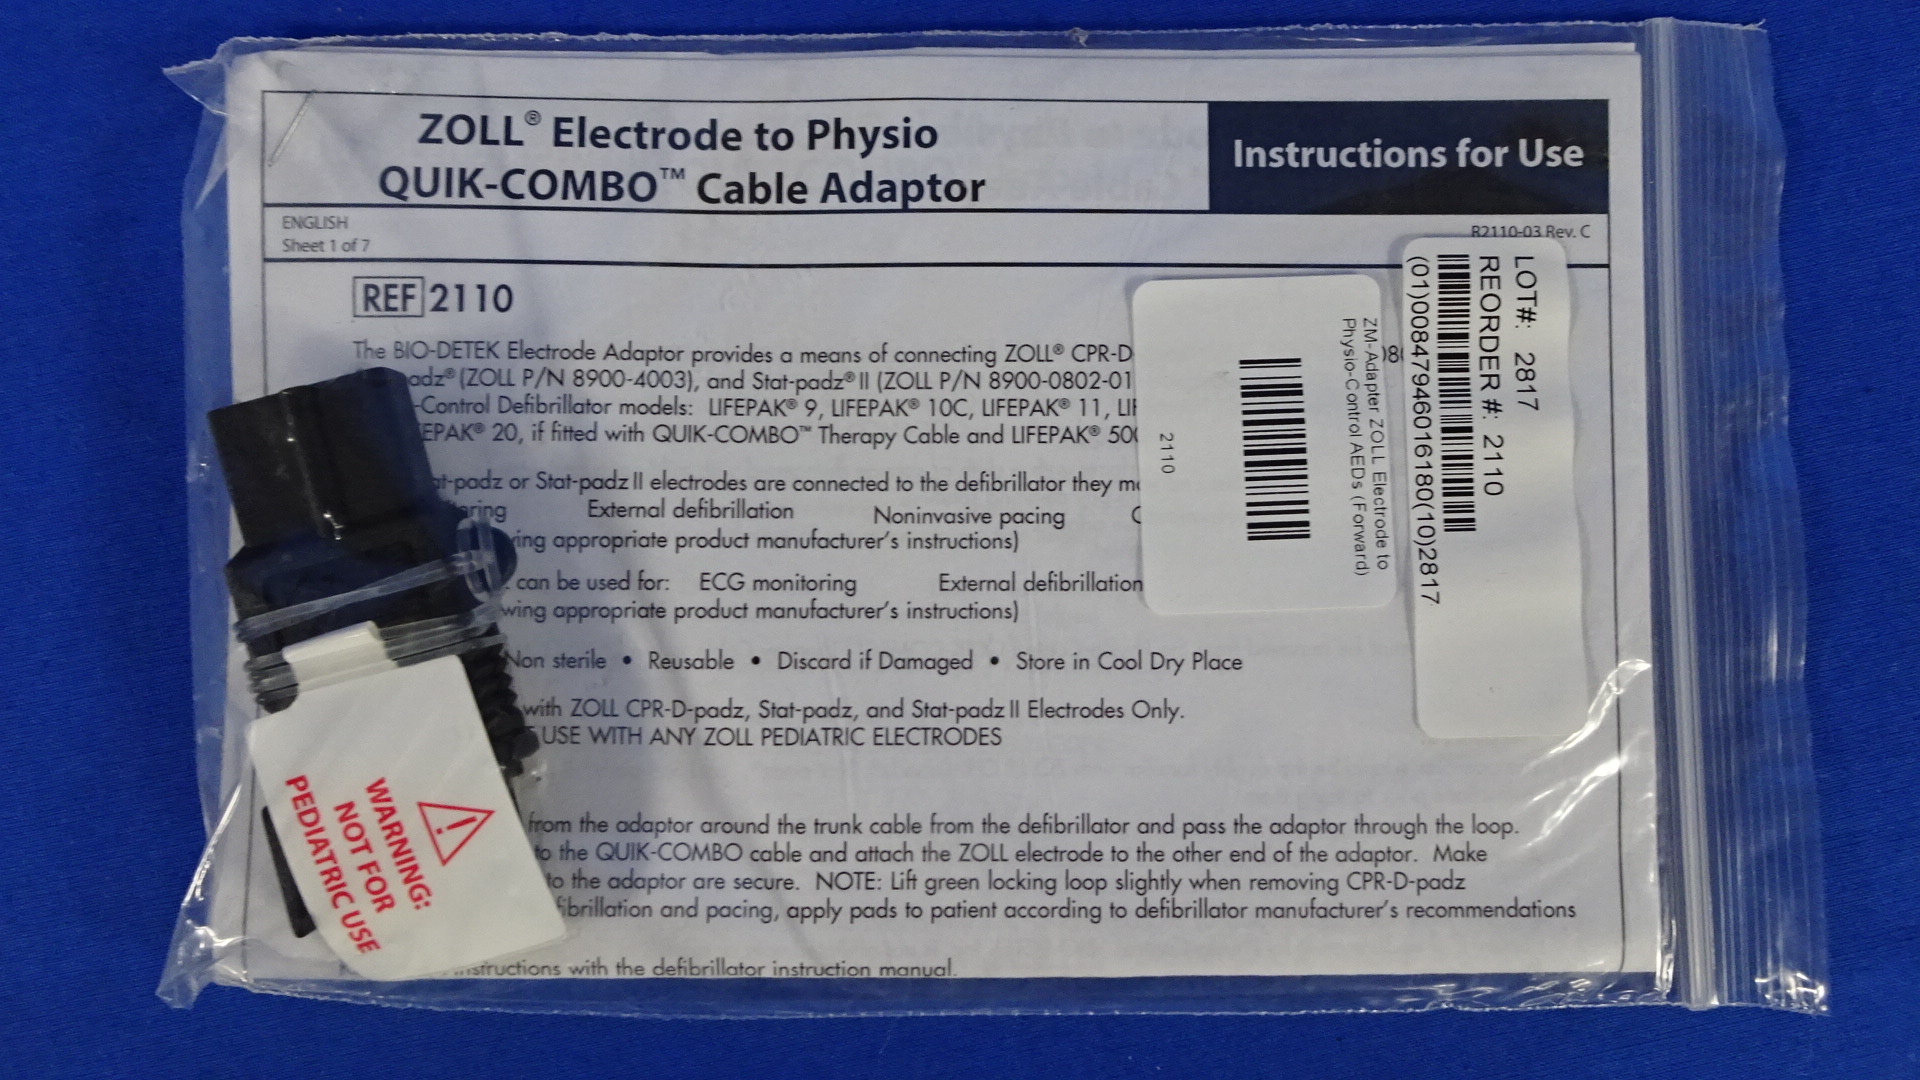 ZOLL® Electrode to Physio
QUIK-COMBO™ Cable Adaptor
Instructions for Use
ENGLISH
Sheet 1 of 7
R2110-03 Rev. C
REF 2110
The BIO-DETEK Electrode Adaptor provides a means of connecting ZOLL® CPR-D
adz® (ZOLL P/N 8900-4003), and Stat-padz® II (ZOLL P/N 8900-0802-01
-Control Defibrillator models: LIFEPAK® 9, LIFEPAK® 10C, LIFEPAK® 11, LIF
EPAK® 20, if fitted with QUIK-COMBO™ Therapy Cable and LIFEPAK® 50
at-padz or Stat-padz II electrodes are connected to the defibrillator they
oring External defibrillation Noninvasive pacing
ing appropriate product manufacturer's instructions)
can be used for: ECG monitoring External defibrillation
wing appropriate product manufacturer's instructions)
Non sterile • Reusable • Discard if Damaged • Store in Cool Dry Place
with ZOLL CPR-D-padz, Stat-padz, and Stat-padz II Electrodes Only.
USE WITH ANY ZOLL PEDIATRIC ELECTRODES
from the adaptor around the trunk cable from the defibrillator and pass the adaptor through the loop.
to the QUIK-COMBO cable and attach the ZOLL electrode to the other end of the adaptor. Make
to the adaptor are secure. NOTE: Lift green locking loop slightly when removing CPR-D-padz
fibrillation and pacing, apply pads to patient according to defibrillator manufacturer's recommendations
instructions with the defibrillator instruction manual.
ZM-Adapter ZOLL Electrode to
Physio-Control AEDs (Forward)
2110
LOT#: 2817
REORDER #: 2110
(01)00847946016180(10)2817
WARNING:
NOT FOR
PEDIATRIC USE